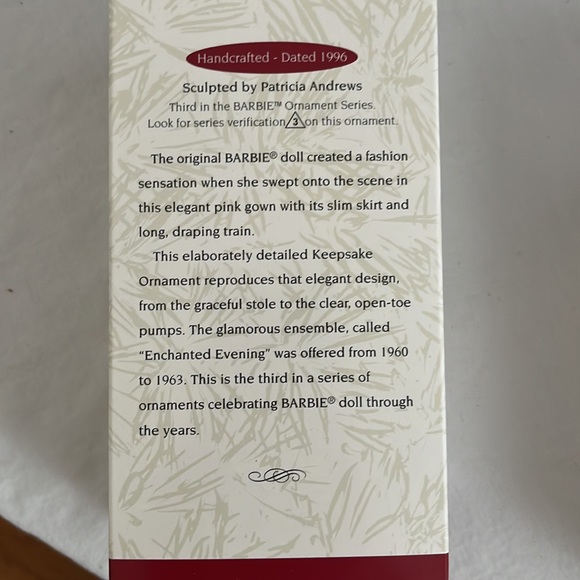 Handcrafted - Dated 1996
Sculpted by Patricia Andrews
Third in the BARBIE™ Ornament Series.
Look for series verification 3 on this ornament.
The original BARBIE® doll created a fashion
sensation when she swept onto the scene in
this elegant pink gown with its slim skirt and
long, draping train.
This elaborately detailed Keepsake
Ornament reproduces that elegant design,
from the graceful stole to the clear, open-toe
pumps. The glamorous ensemble, called
“Enchanted Evening” was offered from 1960
to 1963. This is the third in a series of
ornaments celebrating BARBIE® doll through
the years.